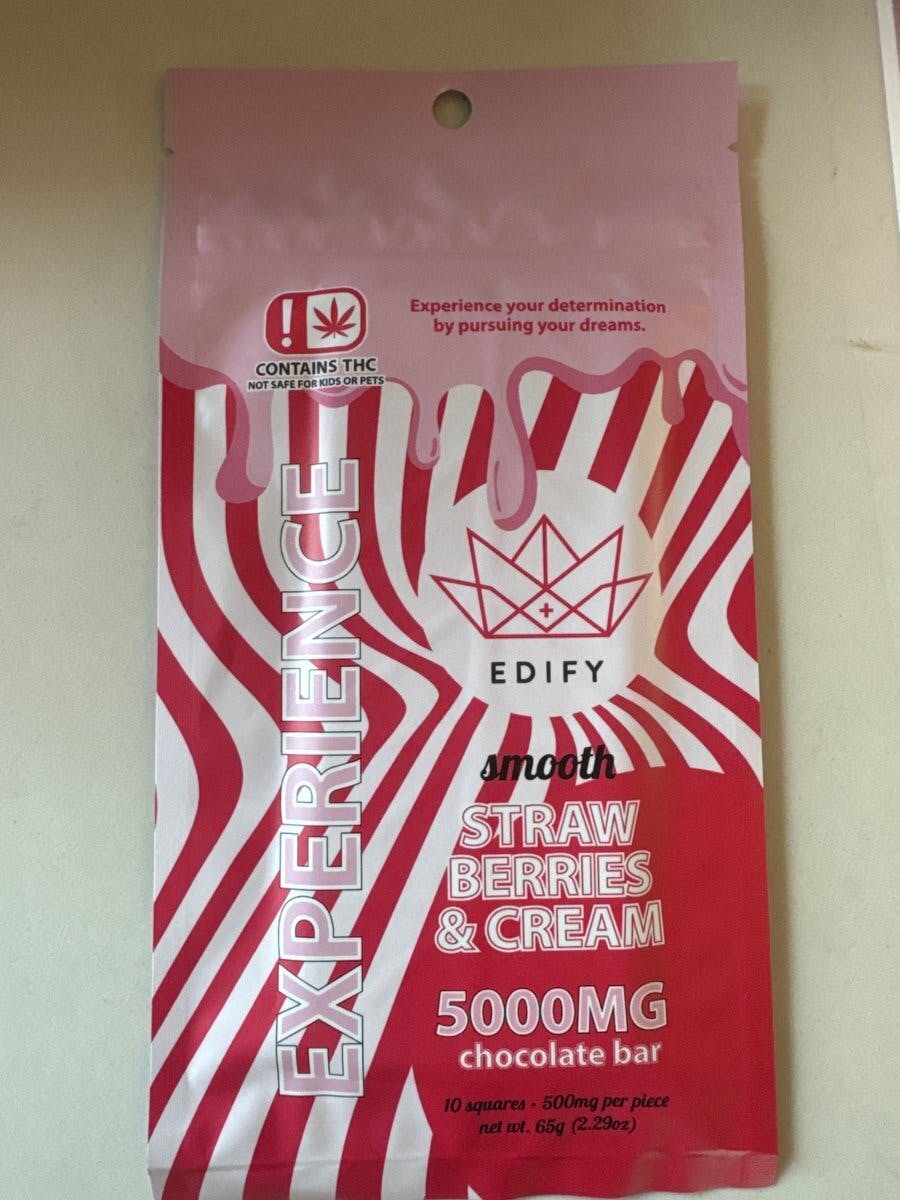 Experience your determination
by pursuing your dreams.
!
CONTAINS THC
NOT SAFE FOR KIDS OR PETS
EXPERIENCE
EDIFY
smooth
STRAW
BERRIES
& CREAM
5000MG
chocolate bar
10 squares - 500mg per piece
net wt. 65g (2.29oz)